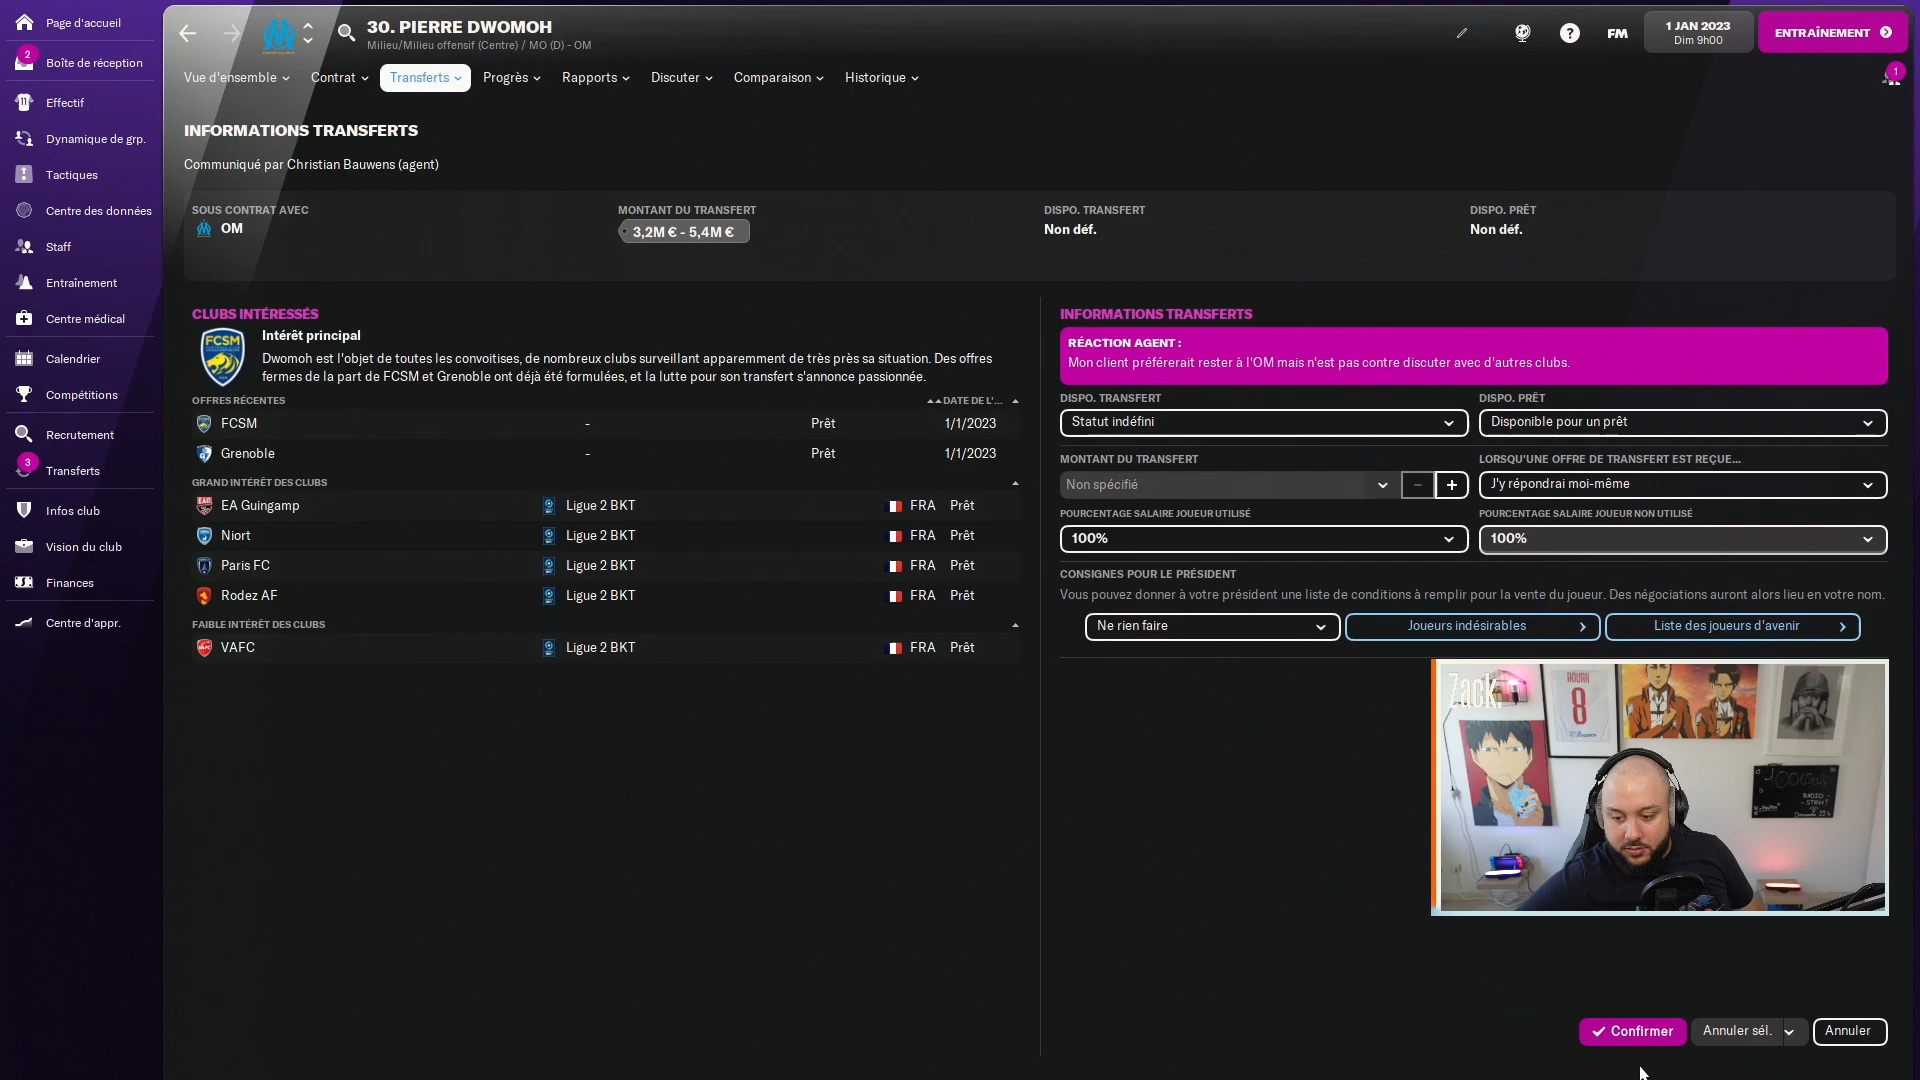 Page d'accueil
2
Boîte de réception
Effectif
Dynamique de grp.
Tactiques
Centre des données
Staff
Entraînement
Centre médical
Calendrier
Compétitions
Recrutement
3
Transferts
Infos club
Vision du club
Finances
Centre d'appr.
30. PIERRE DWOMOH
Milieu/Milieu offensif (Centre) / MO (D) - OM
?
FM
1 JAN 2023
Dim 9h00
ENTRAÎNEMENT
Vue d'ensemble
Contrat
Transferts
Progrès
Rapports
Discuter
Comparaison
Historique
1
INFORMATIONS TRANSFERTS
Communiqué par Christian Bauwens (agent)
SOUS CONTRAT AVEC
OM
MONTANT DU TRANSFERT
3,2M € - 5,4M €
DISPO. TRANSFERT
Non déf.
DISPO. PRÊT
Non déf.
CLUBS INTÉRESSÉS
FCSM
Intérêt principal
Dwomoh est l'objet de toutes les convoitises, de nombreux clubs surveillant apparemment de très près sa situation. Des offres
fermes de la part de FCSM et Grenoble ont déjà été formulées, et la lutte pour son transfert s'annonce passionnée.
OFFRES RÉCENTES DATE DE L'...
FCSM - Prêt 1/1/2023
Grenoble - Prêt 1/1/2023
GRAND INTÉRÊT DES CLUBS
EA Guingamp Ligue 2 BKT FRA Prêt
Niort Ligue 2 BKT FRA Prêt
Paris FC Ligue 2 BKT FRA Prêt
Rodez AF Ligue 2 BKT FRA Prêt
FAIBLE INTÉRÊT DES CLUBS
VAFC Ligue 2 BKT FRA Prêt
INFORMATIONS TRANSFERTS
RÉACTION AGENT :
Mon client préférerait rester à l'OM mais n'est pas contre discuter avec d'autres clubs.
DISPO. TRANSFERT
Statut indéfini
DISPO. PRÊT
Disponible pour un prêt
MONTANT DU TRANSFERT
Non spécifié
LORSQU'UNE OFFRE DE TRANSFERT EST REÇUE...
J'y répondrai moi-même
POURCENTAGE SALAIRE JOUEUR UTILISÉ
100%
POURCENTAGE SALAIRE JOUEUR NON UTILISÉ
100%
CONSIGNES POUR LE PRÉSIDENT
Vous pouvez donner à votre président une liste de conditions à remplir pour la vente du joueur. Des négociations auront alors lieu en votre nom.
Ne rien faire
Joueurs indésirables
Liste des joueurs d'avenir
Zack.
AOUAR
8
Confirmer
Annuler sél.
Annuler